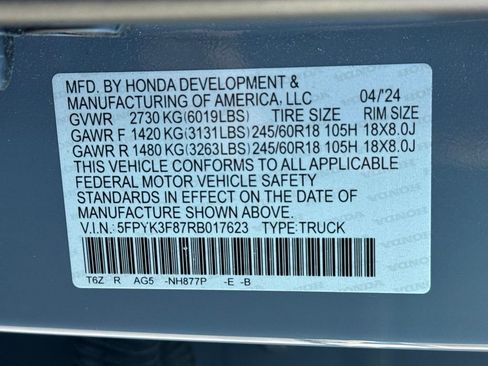 MFD. BY HONDA DEVELOPMENT &
MANUFACTURING OF AMERICA, LLC 04/'24
GVWR 2730 KG(6019LBS) TIRE SIZE RIM SIZE
GAWR F 1420 KG(3131LBS) 245/60R18 105H 18X8.0J
GAWR R 1480 KG(3263LBS) 245/60R18 105H 18X8.0J
THIS VEHICLE CONFORMS TO ALL APPLICABLE
FEDERAL MOTOR VEHICLE SAFETY
STANDARDS IN EFFECT ON THE DATE OF
MANUFACTURE SHOWN ABOVE.
V.I.N.: 5FPYK3F87RB017623 TYPE:TRUCK
T6Z R AG5 -NH877P -E -B